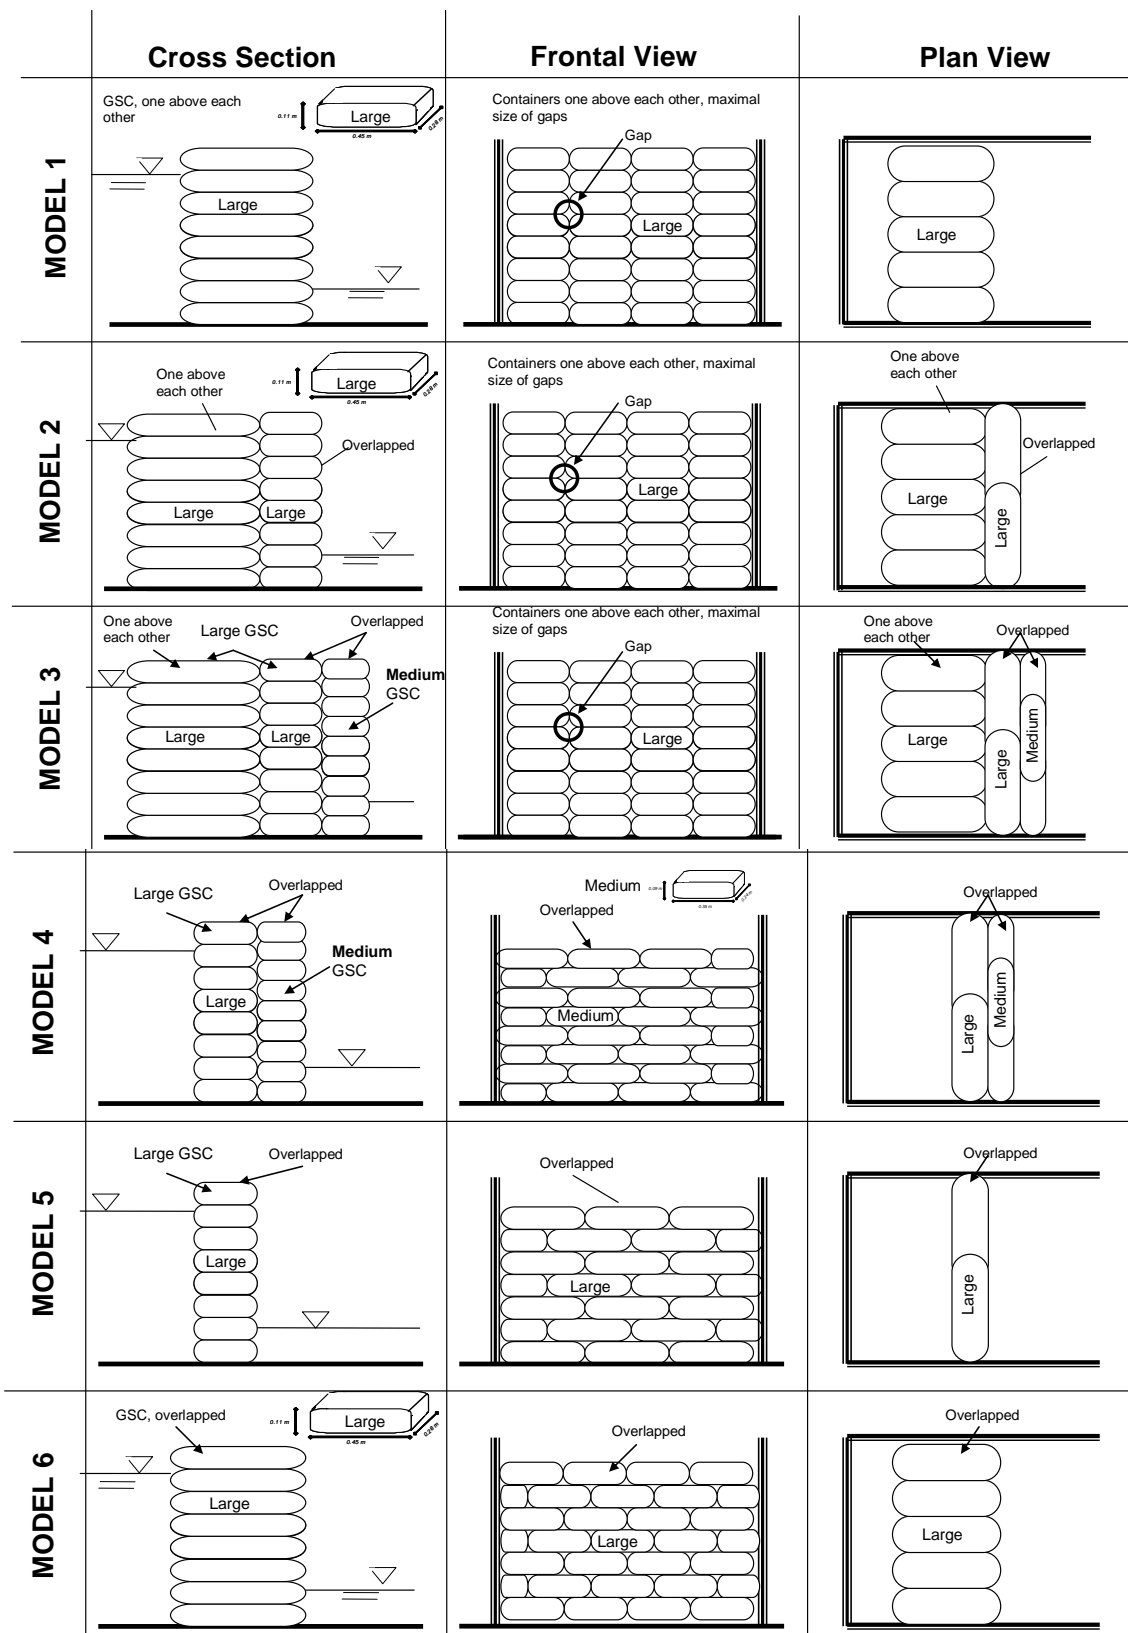 Cross Section
Frontal View
Plan View
MODEL 1
GSC, one above each
other
0.11 m
Large
0.45 m
0.28 m
Large
Containers one above each other, maximal
size of gaps
Gap
Large
Large
MODEL 2
One above
each other
0.11 m
Large
0.45 m
0.28 m
Overlapped
Large
Large
Containers one above each other, maximal
size of gaps
Gap
Large
One above
each other
Overlapped
Large
Large
MODEL 3
One above
each other
Large GSC
Overlapped
Medium
GSC
Large
Large
Containers one above each other, maximal
size of gaps
Gap
Large
One above
each other
Overlapped
Large
Large
Medium
MODEL 4
Large GSC
Overlapped
Medium
GSC
Large
Medium
Overlapped
Medium
Overlapped
Large
Medium
MODEL 5
Large GSC
Overlapped
Large
Overlapped
Large
Overlapped
Large
MODEL 6
GSC, overlapped
0.11 m
Large
0.45 m
0.28 m
Large
Overlapped
Large
Overlapped
Large